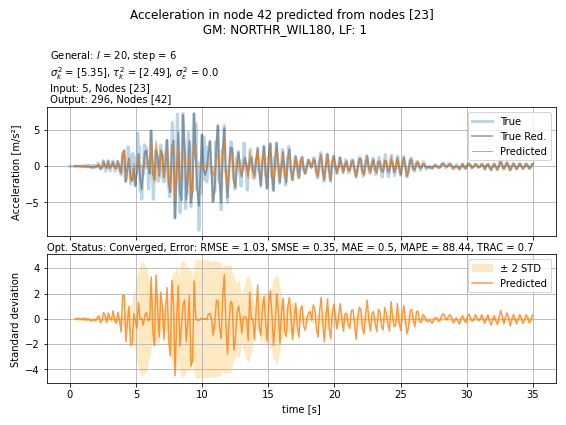 Acceleration in node 42 predicted from nodes [23]
GM: NORTHR_WIL180, LF: 1
General: l = 20, step = 6
σ²ₖ = [5.35], τ²ₖ = [2.49], σ²ε = 0.0
Input: 5, Nodes [23]
Output: 296, Nodes [42]
Acceleration [m/s²]
5
0
−5
True
True Red.
Predicted
Opt. Status: Converged, Error: RMSE = 1.03, SMSE = 0.35, MAE = 0.5, MAPE = 88.44, TRAC = 0.7
Standard deviation
4
2
0
−2
−4
± 2 STD
Predicted
0 5 10 15 20 25 30 35
time [s]